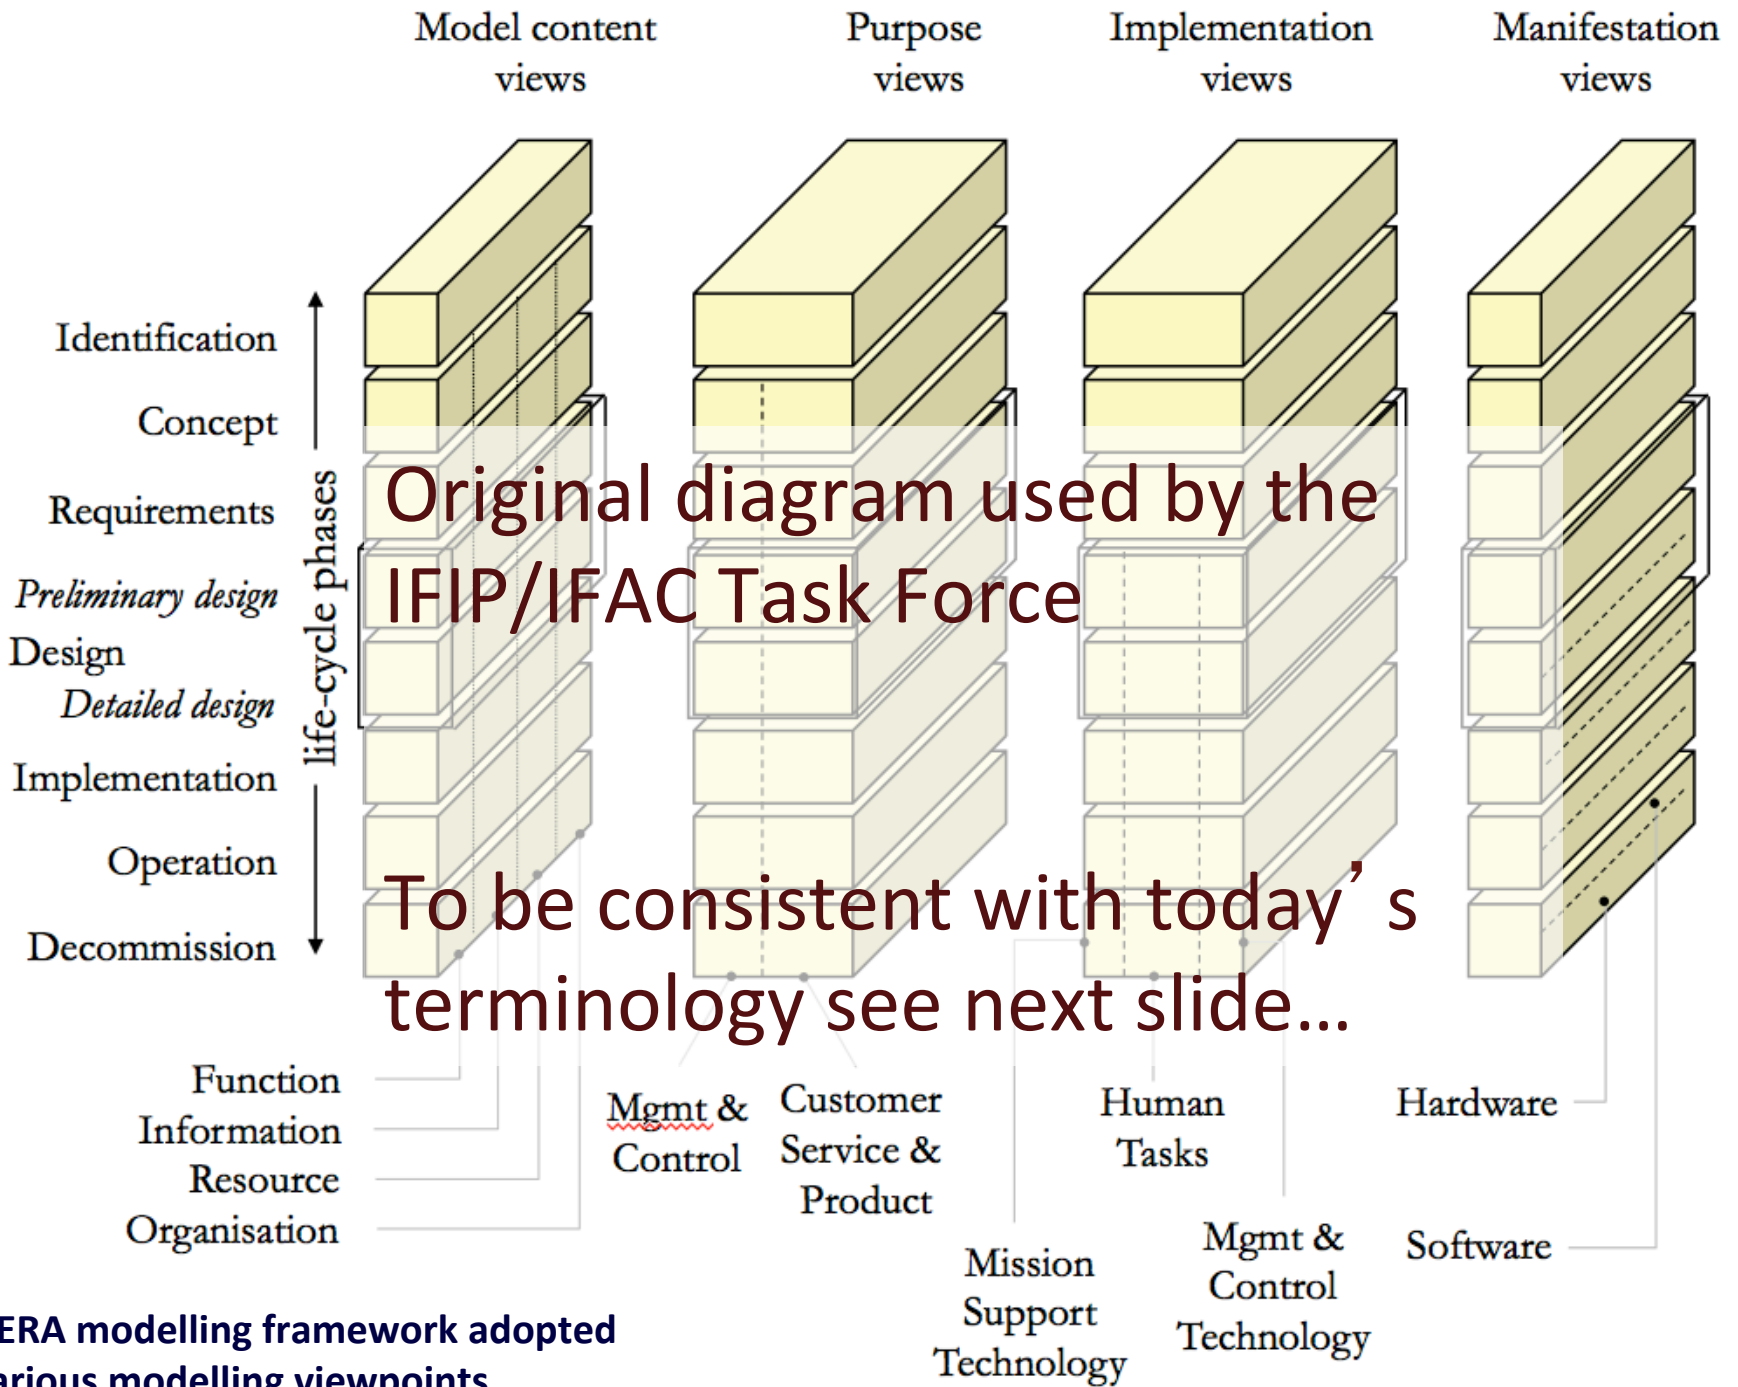 Model content
views
Purpose
views
Implementation
views
Manifestation
views
Identification
Concept
Requirements
Preliminary design
Design
Detailed design
Implementation
Operation
Decommission
life-cycle phases
Original diagram used by the
IFIP/IFAC Task Force
To be consistent with today’s
terminology see next slide...
Function
Information
Resource
Organisation
Mgmt &
Control
Customer
Service &
Product
Mission
Support
Technology
Human
Tasks
Mgmt &
Control
Technology
Hardware
Software
ERA modelling framework adopted
arious modelling viewpoints